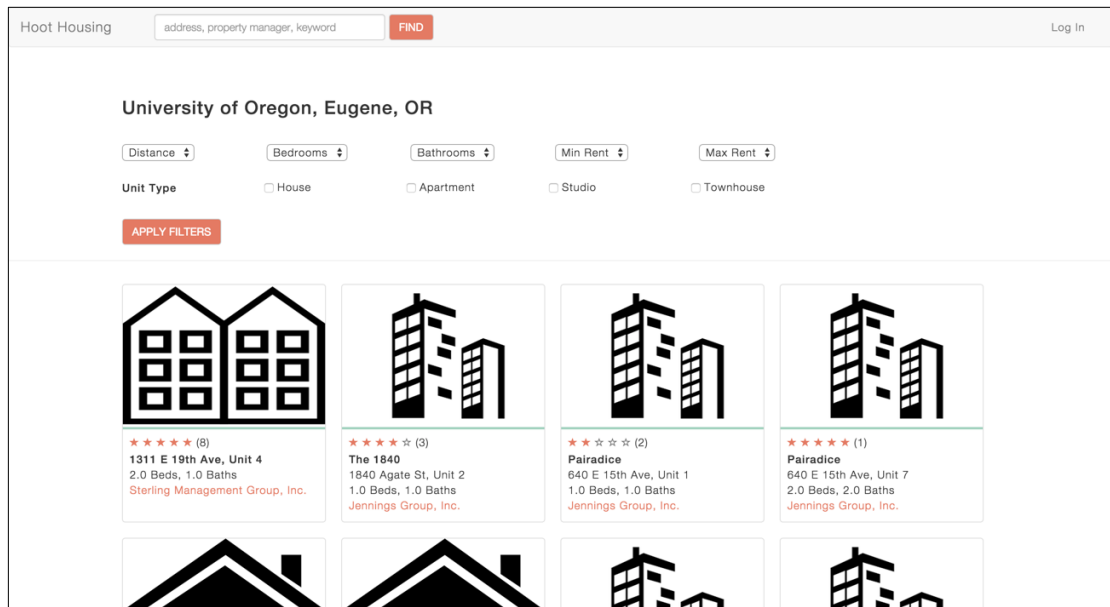 Hoot Housing
address, property manager, keyword
FIND
Log In
University of Oregon, Eugene, OR
Distance
Bedrooms
Bathrooms
Min Rent
Max Rent
Unit Type
House
Apartment
Studio
Townhouse
APPLY FILTERS
★★★★★ (8)
1311 E 19th Ave, Unit 4
2.0 Beds, 1.0 Baths
Sterling Management Group, Inc.
★★★★☆ (3)
The 1840
1840 Agate St, Unit 2
1.0 Beds, 1.0 Baths
Jennings Group, Inc.
★★☆☆☆ (2)
Pairadice
640 E 15th Ave, Unit 1
1.0 Beds, 1.0 Baths
Jennings Group, Inc.
★★★★★ (1)
Pairadice
640 E 15th Ave, Unit 7
2.0 Beds, 2.0 Baths
Jennings Group, Inc.